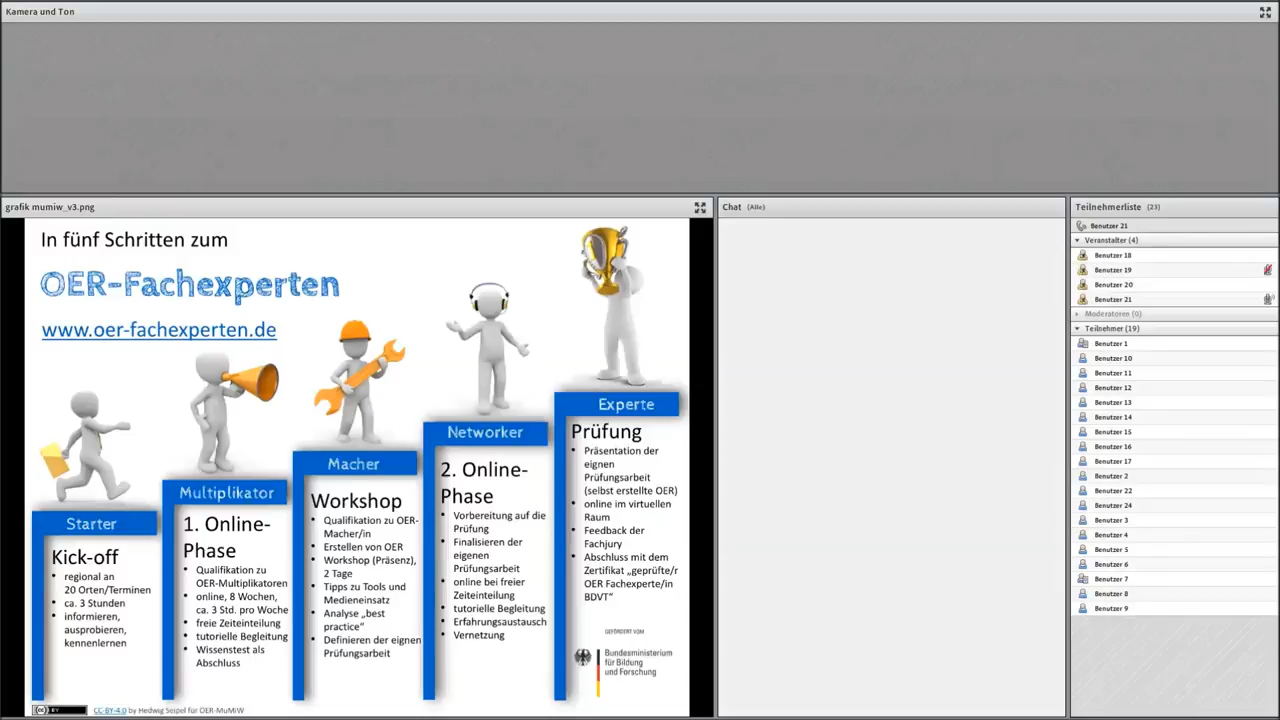 Kamera und Ton
grafik mumiw_v3.png
In fünf Schritten zum
OER-Fachexperten
www.oer-fachexperten.de
Starter
Kick-off
• regional an
20 Orten/Terminen
• ca. 3 Stunden
• informieren,
ausprobieren,
kennenlernen
Multiplikator
1. Online-
Phase
• Qualifikation zu
OER-Multiplikatoren
• online, 8 Wochen,
ca. 3 Std. pro Woche
• freie Zeiteinteilung
• tutorielle Begleitung
• Wissenstest als
Abschluss
Macher
Workshop
• Qualifikation zu OER-
Macher/in
• Erstellen von OER
• Workshop (Präsenz),
2 Tage
• Tipps zu Tools und
Medieneinsatz
• Analyse „best
practice“
• Definieren der eignen
Prüfungsarbeit
Networker
2. Online-
Phase
• Vorbereitung auf die
Prüfung
• Finalisieren der
eigenen
Prüfungsarbeit
• online bei freier
Zeiteinteilung
• tutorielle Begleitung
• Erfahrungsaustausch
• Vernetzung
Experte
Prüfung
• Präsentation der
eignen
Prüfungsarbeit
(selbst erstellte OER)
• online im virtuellen
Raum
• Feedback der
Fachjury
• Abschluss mit dem
Zertifikat „geprüfte/r
OER Fachexperte/in
BDVT“
GEFÖRDERT VOM
Bundesministerium
für Bildung
und Forschung
CC BY
CC-BY-4.0 by Hedwig Seipel für OER-MuMiW
Chat (Alle)
Teilnehmerliste (23)
Benutzer 21
Veranstalter (4)
Benutzer 18
Benutzer 19
Benutzer 20
Benutzer 21
Moderatoren (0)
Teilnehmer (19)
Benutzer 1
Benutzer 10
Benutzer 11
Benutzer 12
Benutzer 13
Benutzer 14
Benutzer 15
Benutzer 16
Benutzer 17
Benutzer 2
Benutzer 22
Benutzer 24
Benutzer 3
Benutzer 4
Benutzer 5
Benutzer 6
Benutzer 7
Benutzer 8
Benutzer 9